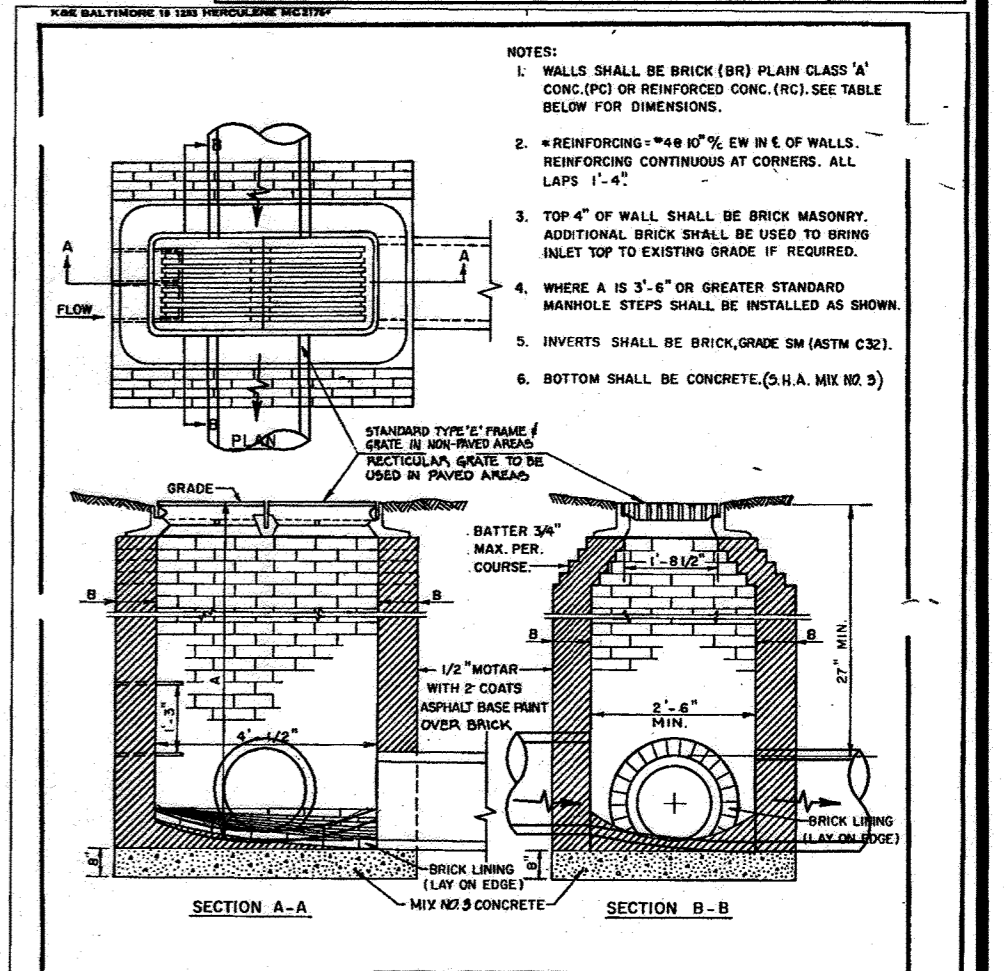 K&E BALTIMORE 19 1253 HERCULENE
NOTES:
1. WALLS SHALL BE BRICK (BR) PLAIN CLASS 'A'
CONC.(PC) OR REINFORCED CONC.(RC). SEE TABLE
BELOW FOR DIMENSIONS.
2. *REINFORCING= #4@ 10" % EW IN ℄ OF WALLS.
REINFORCING CONTINUOUS AT CORNERS. ALL
LAPS 1'-4".
3. TOP 4" OF WALL SHALL BE BRICK MASONRY.
ADDITIONAL BRICK SHALL BE USED TO BRING
INLET TOP TO EXISTING GRADE IF REQUIRED.
4. WHERE A IS 3'-6" OR GREATER STANDARD
MANHOLE STEPS SHALL BE INSTALLED AS SHOWN.
5. INVERTS SHALL BE BRICK, GRADE SM (ASTM C32).
6. BOTTOM SHALL BE CONCRETE. (S.H.A. MIX NO. 3)
B
A
A
FLOW
B
PLAN
STANDARD TYPE 'E' FRAME &
GRATE IN NON-PAVED AREAS
RECTICULAR GRATE TO BE
USED IN PAVED AREAS
GRADE
BATTER 3/4"
MAX. PER.
COURSE.
1'-8 1/2"
B
B
B
B
A
27" MIN.
1/2" MOTAR
WITH 2 COATS
ASPHALT BASE PAINT
OVER BRICK
1'-3"
4'-1/2"
2'-6"
MIN.
BRICK LINING
(LAY ON EDGE)
8"
8"
BRICK LINING
(LAY ON EDGE)
MIX NO. 3 CONCRETE
SECTION A-A
SECTION B-B